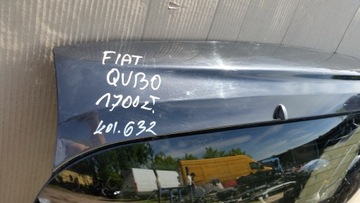 FIAT
QUBO
1700zł
kol.632